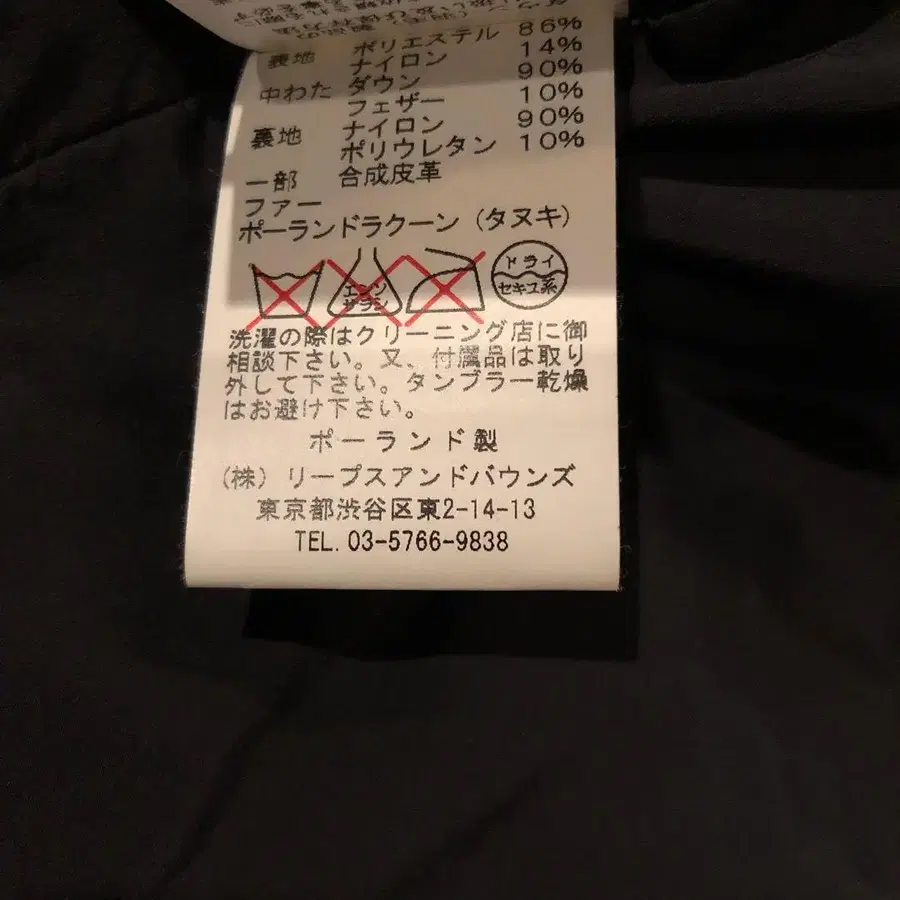 表地 ポリエステル 86%
ナイロン 14%
中わた ダウン 90%
フェザー 10%
裏地 ナイロン 90%
ポリウレタン 10%
一部 合成皮革
ファー
ポーランドラクーン (タヌキ)
エンソ サラシ ドライ セキユ系
洗濯の際はクリーニング店に御
相談下さい。又、付属品は取り
外して下さい。タンブラー乾燥
はお避け下さい。
ポーランド製
(株) リープスアンドバウンズ
東京都渋谷区東2-14-13
TEL. 03-5766-9838